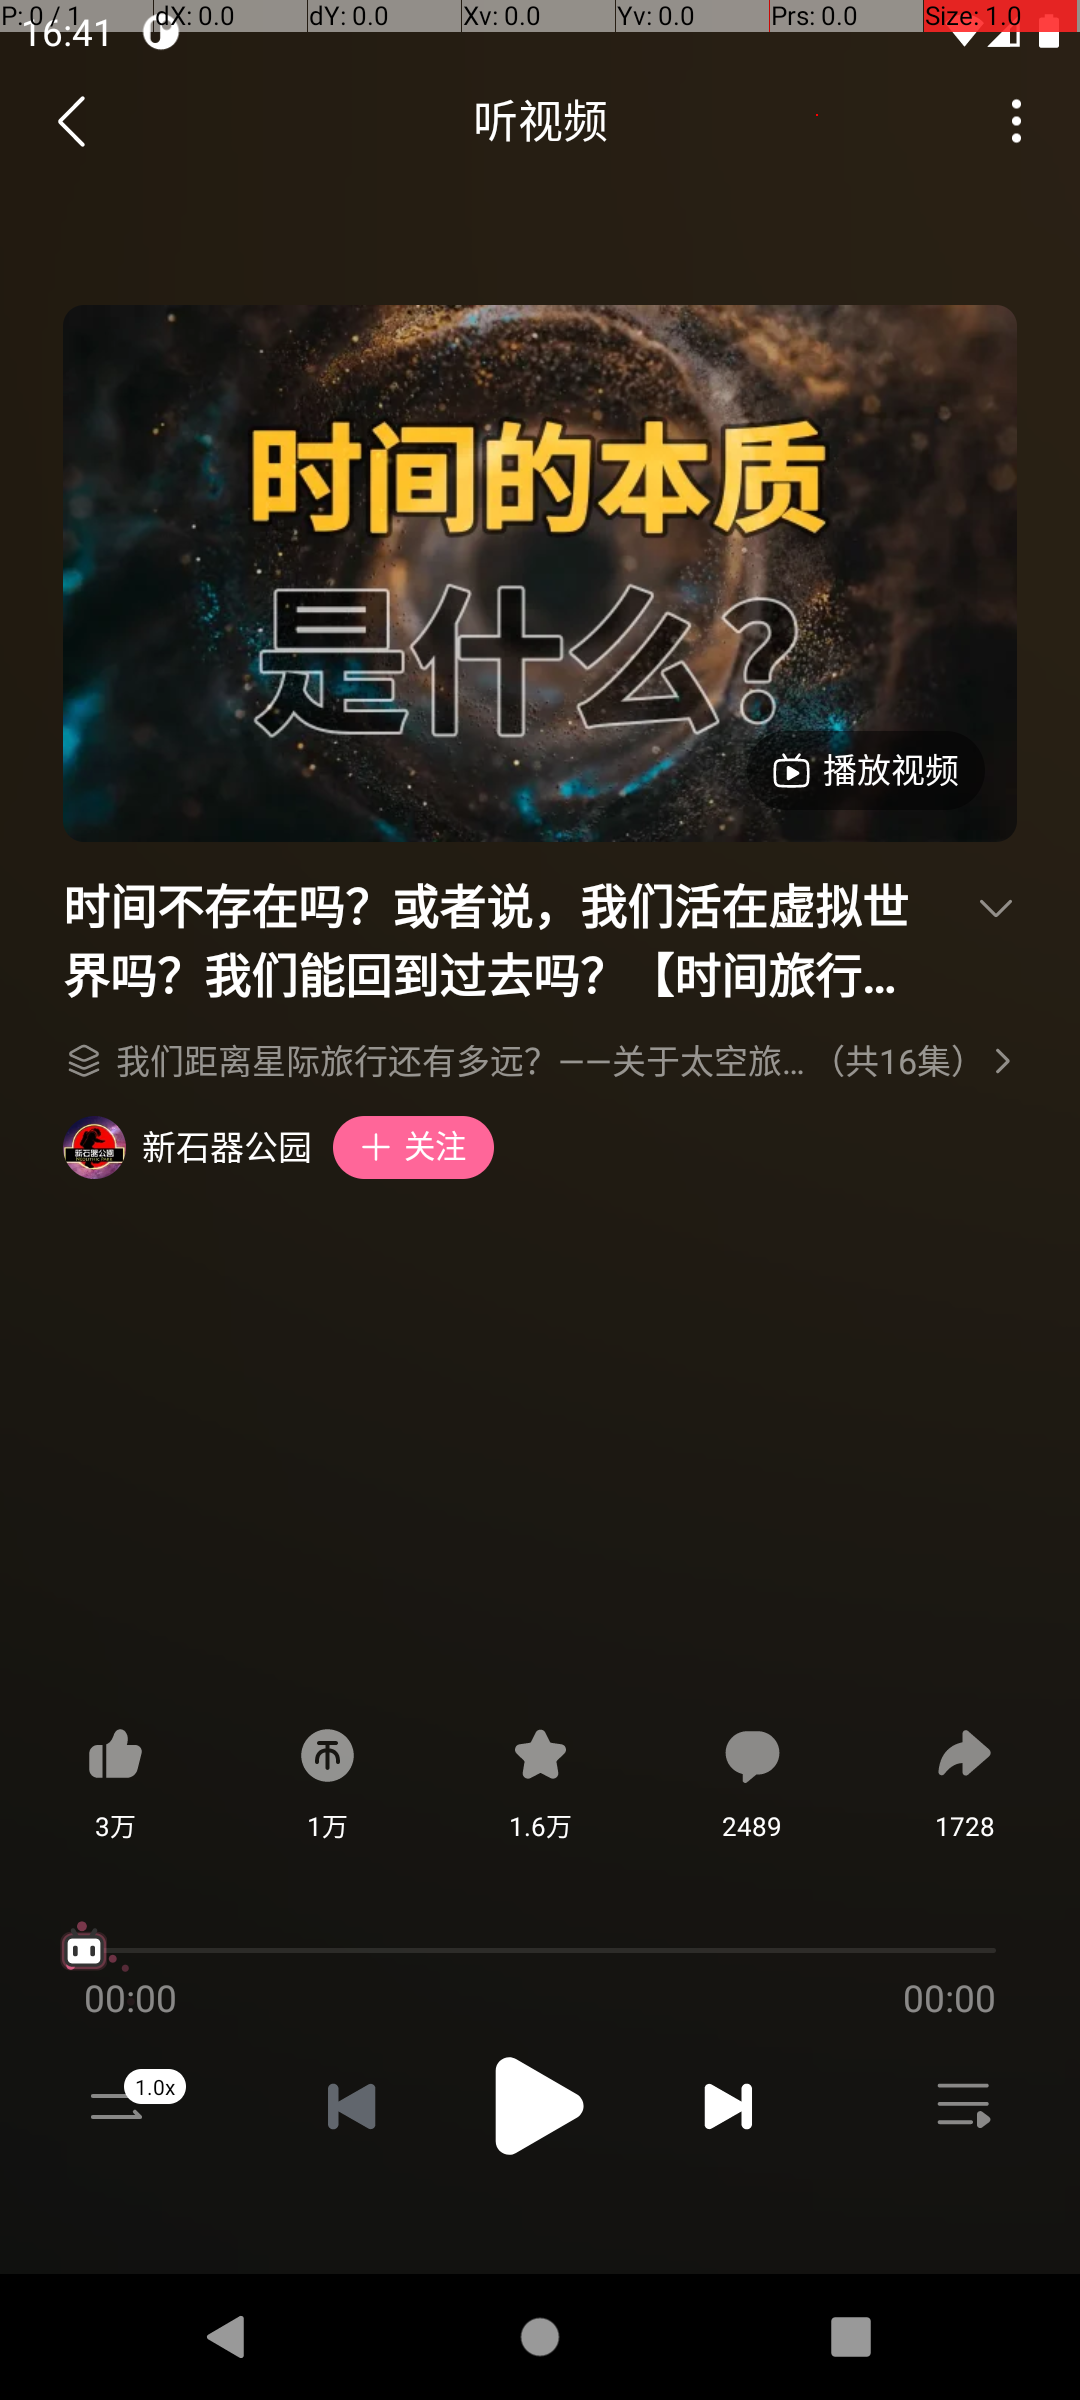 P: 0 / 1 dX: 0.0 dY: 0.0 Xv: 0.0 Yv: 0.0 Prs: 0.0 Size: 1.0
16:41
听视频
时间的本质
是什么?
播放视频
时间不存在吗？或者说，我们活在虚拟世
界吗？我们能回到过去吗？【时间旅行...
我们距离星际旅行还有多远？——关于太空旅... （共16集）
新石器公园
新石器公園
关注
3万 1万 1.6万 2489 1728
00:00 00:00
1.0x